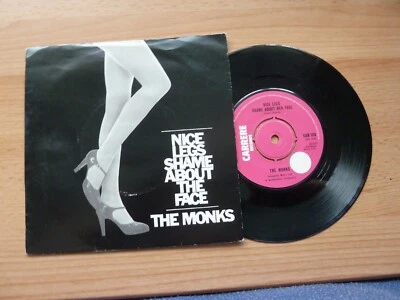 NICE
LEGS
SHAME
ABOUT
THE
FACE
THE MONKS
CARRERE
NICE LEGS
SHAME ABOUT HER FACE
THE MONKS